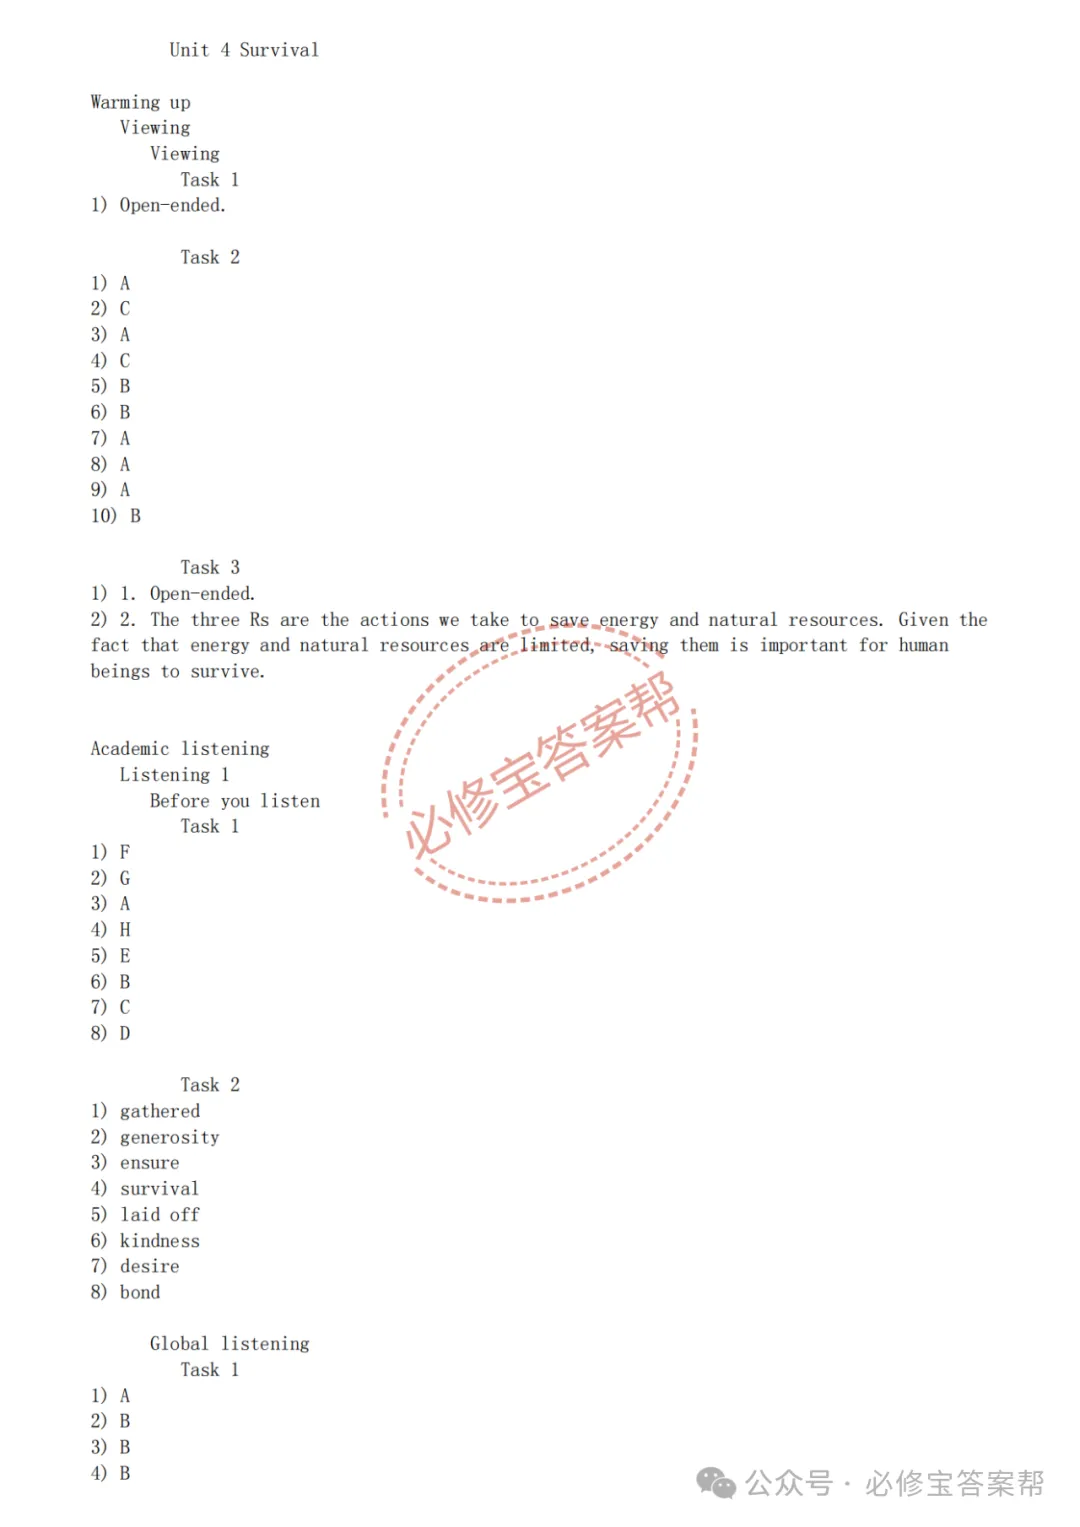 Unit 4 Survival
Warming up
Viewing
Viewing
Task 1
1) Open-ended.
Task 2
1) A
2) C
3) A
4) C
5) B
6) B
7) A
8) A
9) A
10) B
Task 3
1) 1. Open-ended.
2) 2. The three Rs are the actions we take to save energy and natural resources. Given the
fact that energy and natural resources are limited, saving them is important for human
beings to survive.
Academic listening
Listening 1
Before you listen
Task 1
1) F
2) G
3) A
4) H
5) E
6) B
7) C
8) D
必修宝答案帮
Task 2
1) gathered
2) generosity
3) ensure
4) survival
5) laid off
6) kindness
7) desire
8) bond
Global listening
Task 1
1) A
2) B
3) B
4) B
公众号 · 必修宝答案帮